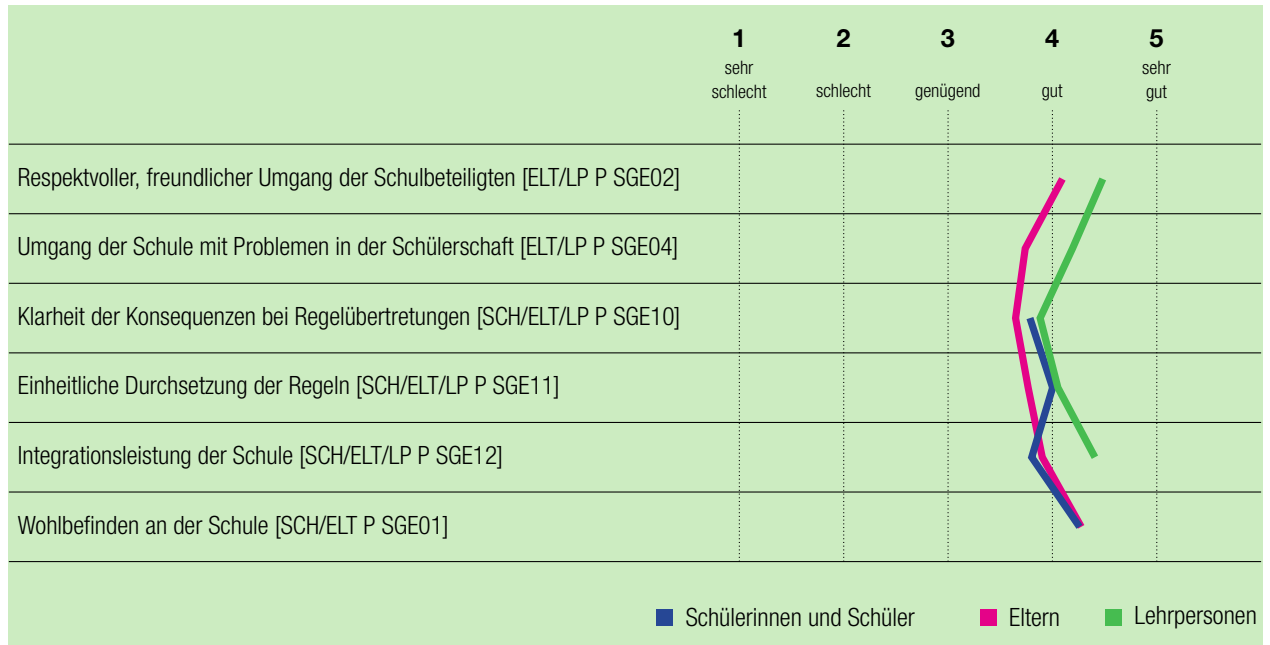 1 2 3 4 5
sehr schlecht schlecht genügend gut sehr gut
Respektvoller, freundlicher Umgang der Schulbeteiligten [ELT/LP P SGE02]
Umgang der Schule mit Problemen in der Schülerschaft [ELT/LP P SGE04]
Klarheit der Konsequenzen bei Regelübertretungen [SCH/ELT/LP P SGE10]
Einheitliche Durchsetzung der Regeln [SCH/ELT/LP P SGE11]
Integrationsleistung der Schule [SCH/ELT/LP P SGE12]
Wohlbefinden an der Schule [SCH/ELT P SGE01]
Schülerinnen und Schüler Eltern Lehrpersonen